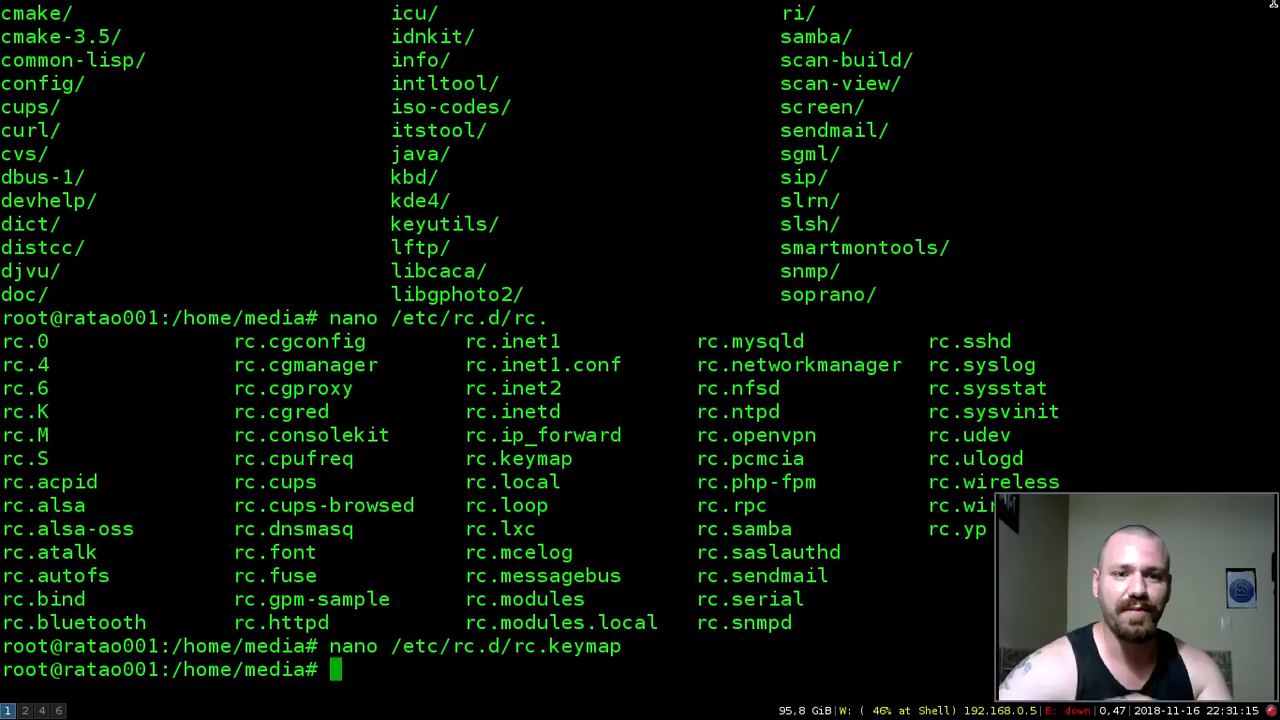 cmake/ icu/ ri/
cmake-3.5/ idnkit/ samba/
common-lisp/ info/ scan-build/
config/ intltool/ scan-view/
cups/ iso-codes/ screen/
curl/ itstool/ sendmail/
cvs/ java/ sgml/
dbus-1/ kbd/ sip/
devhelp/ kde4/ slrn/
dict/ keyutils/ slsh/
distcc/ lftp/ smartmontools/
djvu/ libcaca/ snmp/
doc/ libgphoto2/ soprano/
root@ratao001:/home/media# nano /etc/rc.d/rc.
rc.0 rc.cgconfig rc.inet1 rc.mysqld rc.sshd
rc.4 rc.cgmanager rc.inet1.conf rc.networkmanager rc.syslog
rc.6 rc.cgproxy rc.inet2 rc.nfsd rc.sysstat
rc.K rc.cgred rc.inetd rc.ntpd rc.sysvinit
rc.M rc.consolekit rc.ip_forward rc.openvpn rc.udev
rc.S rc.cpufreq rc.keymap rc.pcmcia rc.ulogd
rc.acpid rc.cups rc.local rc.php-fpm rc.wireless
rc.alsa rc.cups-browsed rc.loop rc.rpc
rc.alsa-oss rc.dnsmasq rc.lxc rc.samba rc.yp
rc.atalk rc.font rc.mcelog rc.saslauthd
rc.autofs rc.fuse rc.messagebus rc.sendmail
rc.bind rc.gpm-sample rc.modules rc.serial
rc.bluetooth rc.httpd rc.modules.local rc.snmpd
root@ratao001:/home/media# nano /etc/rc.d/rc.keymap
root@ratao001:/home/media#
1 2 4 6 95,8 GiB|W: ( 46% at Shell) 192.168.0.5|E: down|0,47|2018-11-16 22:31:15